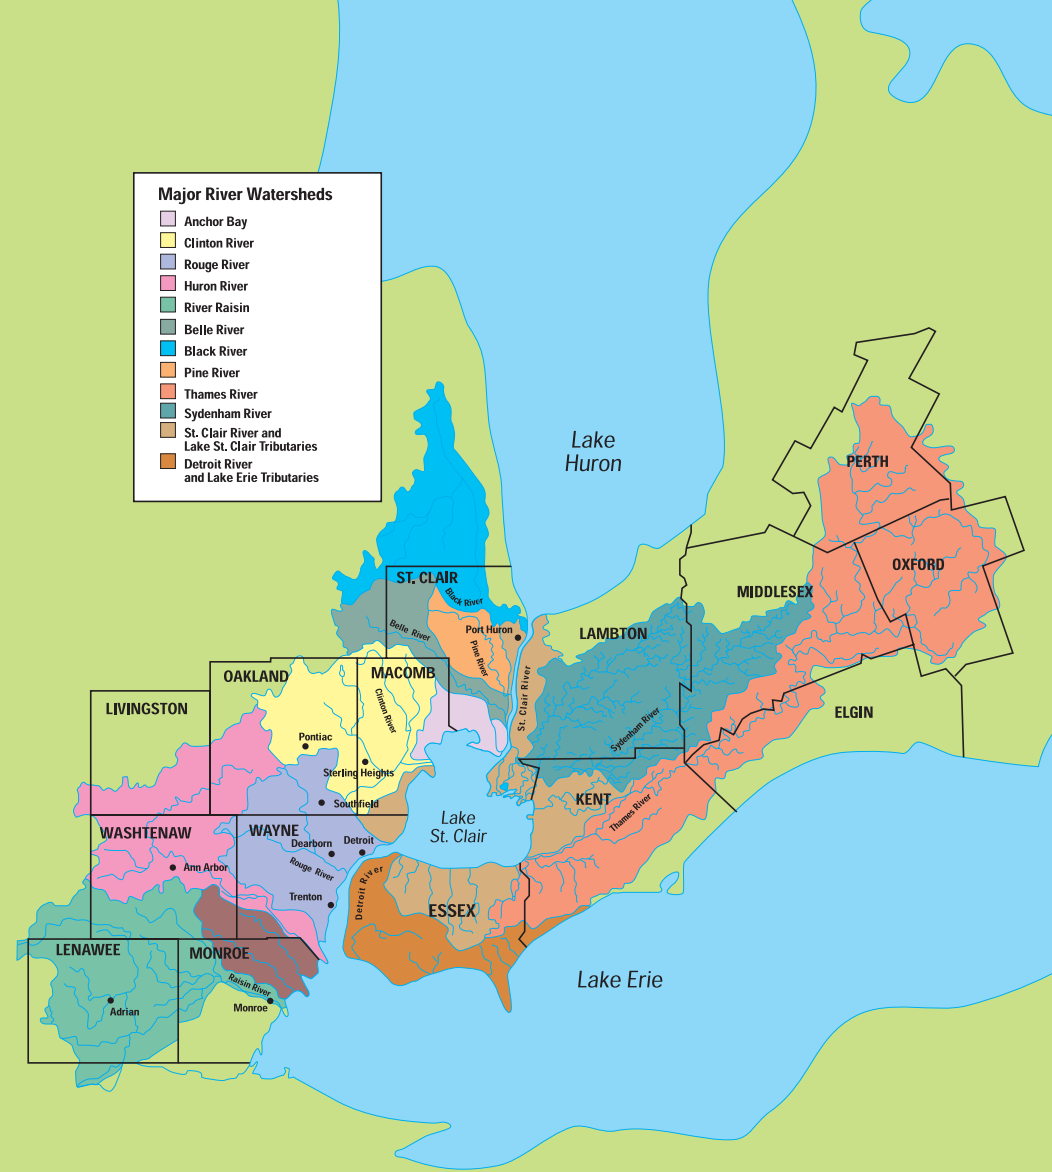 Major River Watersheds
Anchor Bay
Clinton River
Rouge River
Huron River
River Raisin
Belle River
Black River
Pine River
Thames River
Sydenham River
St. Clair River and
Lake St. Clair Tributaries
Detroit River
and Lake Erie Tributaries
Lake
Huron
PERTH
OXFORD
ST. CLAIR
Black River
MIDDLESEX
Belle River
Port Huron
LAMBTON
Pine River
OAKLAND
MACOMB
St. Clair River
LIVINGSTON
Clinton River
ELGIN
Sydenham River
Pontiac
Sterling Heights
Southfield
KENT
Thames River
Lake
St. Clair
WASHTENAW
WAYNE
Dearborn
Detroit
Ann Arbor
Rouge River
Detroit River
Trenton
ESSEX
LENAWEE
MONROE
Lake Erie
Raisin River
Adrian
Monroe